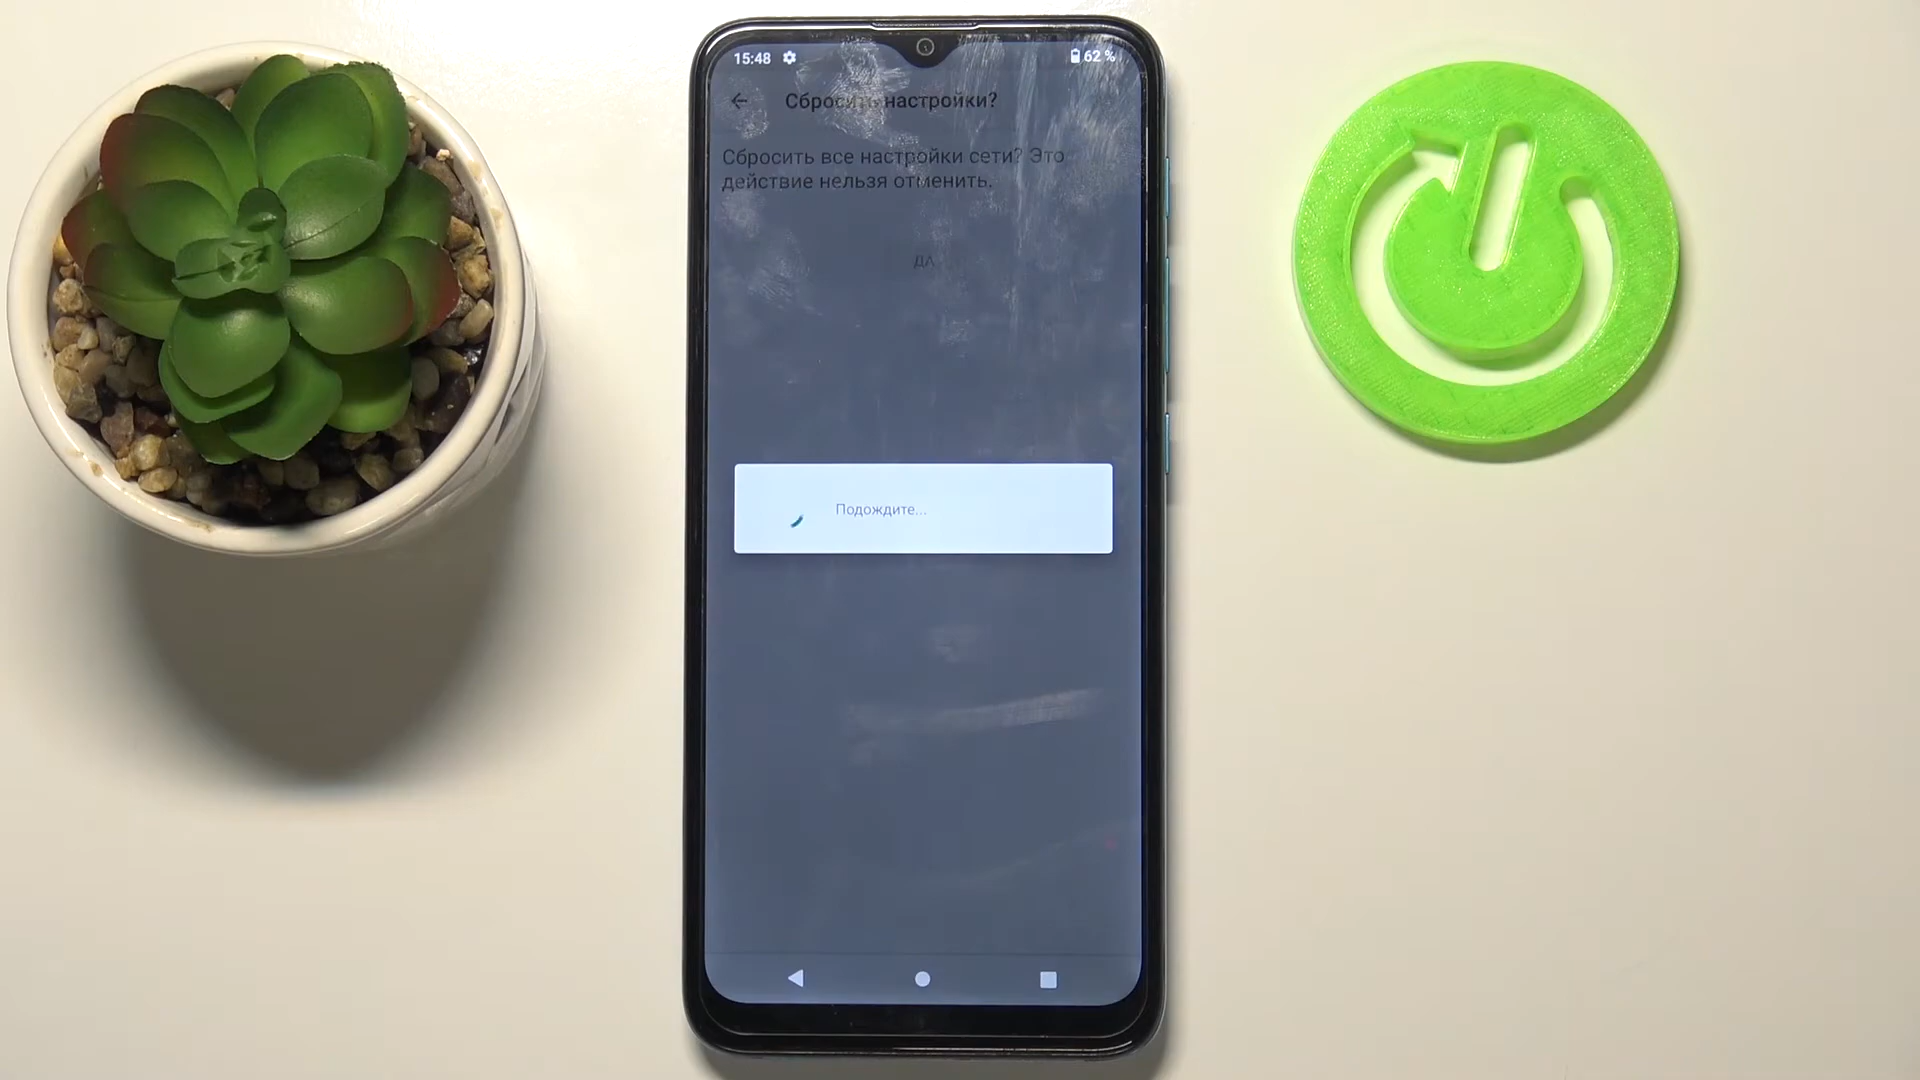 15:48 62 %
Сбросить настройки?
Сбросить все настройки сети? Это
действие нельзя отменить.
ДА
Подождите...